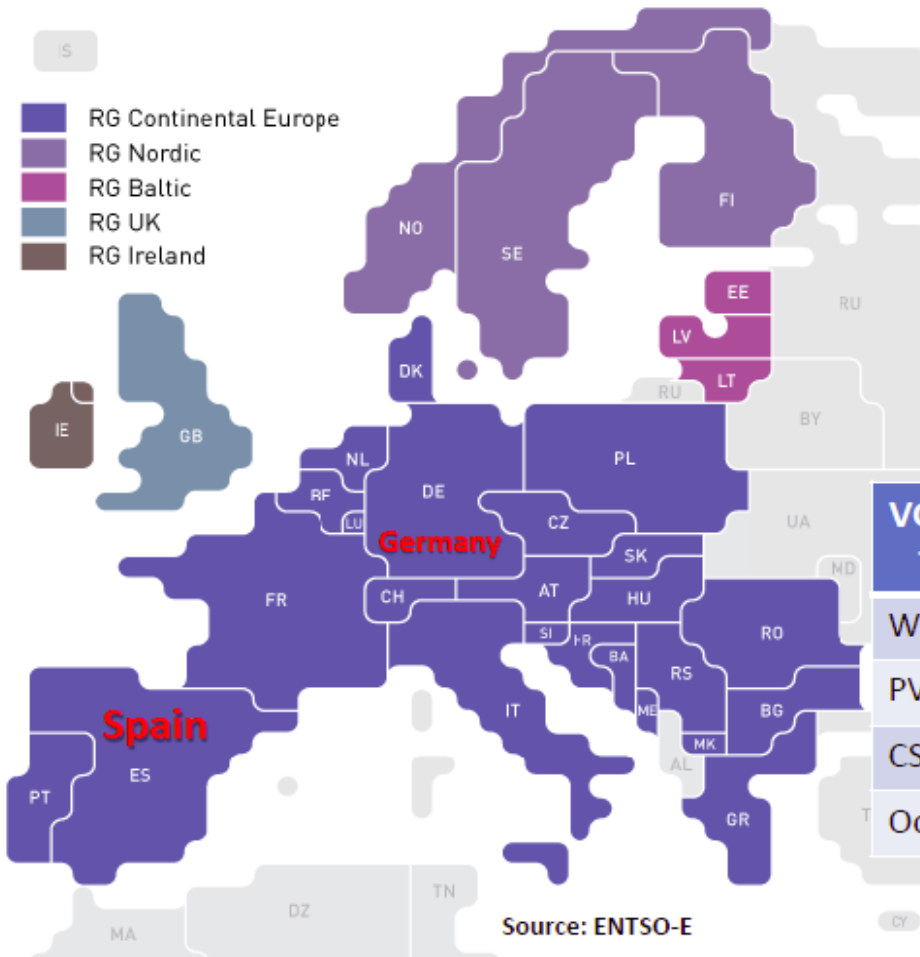 IS
RG Continental Europe
RG Nordic
RG Baltic
RG UK
RG Ireland
NO
SE
FI
RU
EE
LV
LT
RU
BY
DK
IE
GB
NL
BE
LU
DE
PL
CZ
UA
Germany
SK
MD
FR
CH
AT
HU
SI
HR
BA
RS
RO
IT
ME
BG
MK
AL
Spain
PT
ES
GR
TN
DZ
MA
Source: ENTSO-E
CY
PV